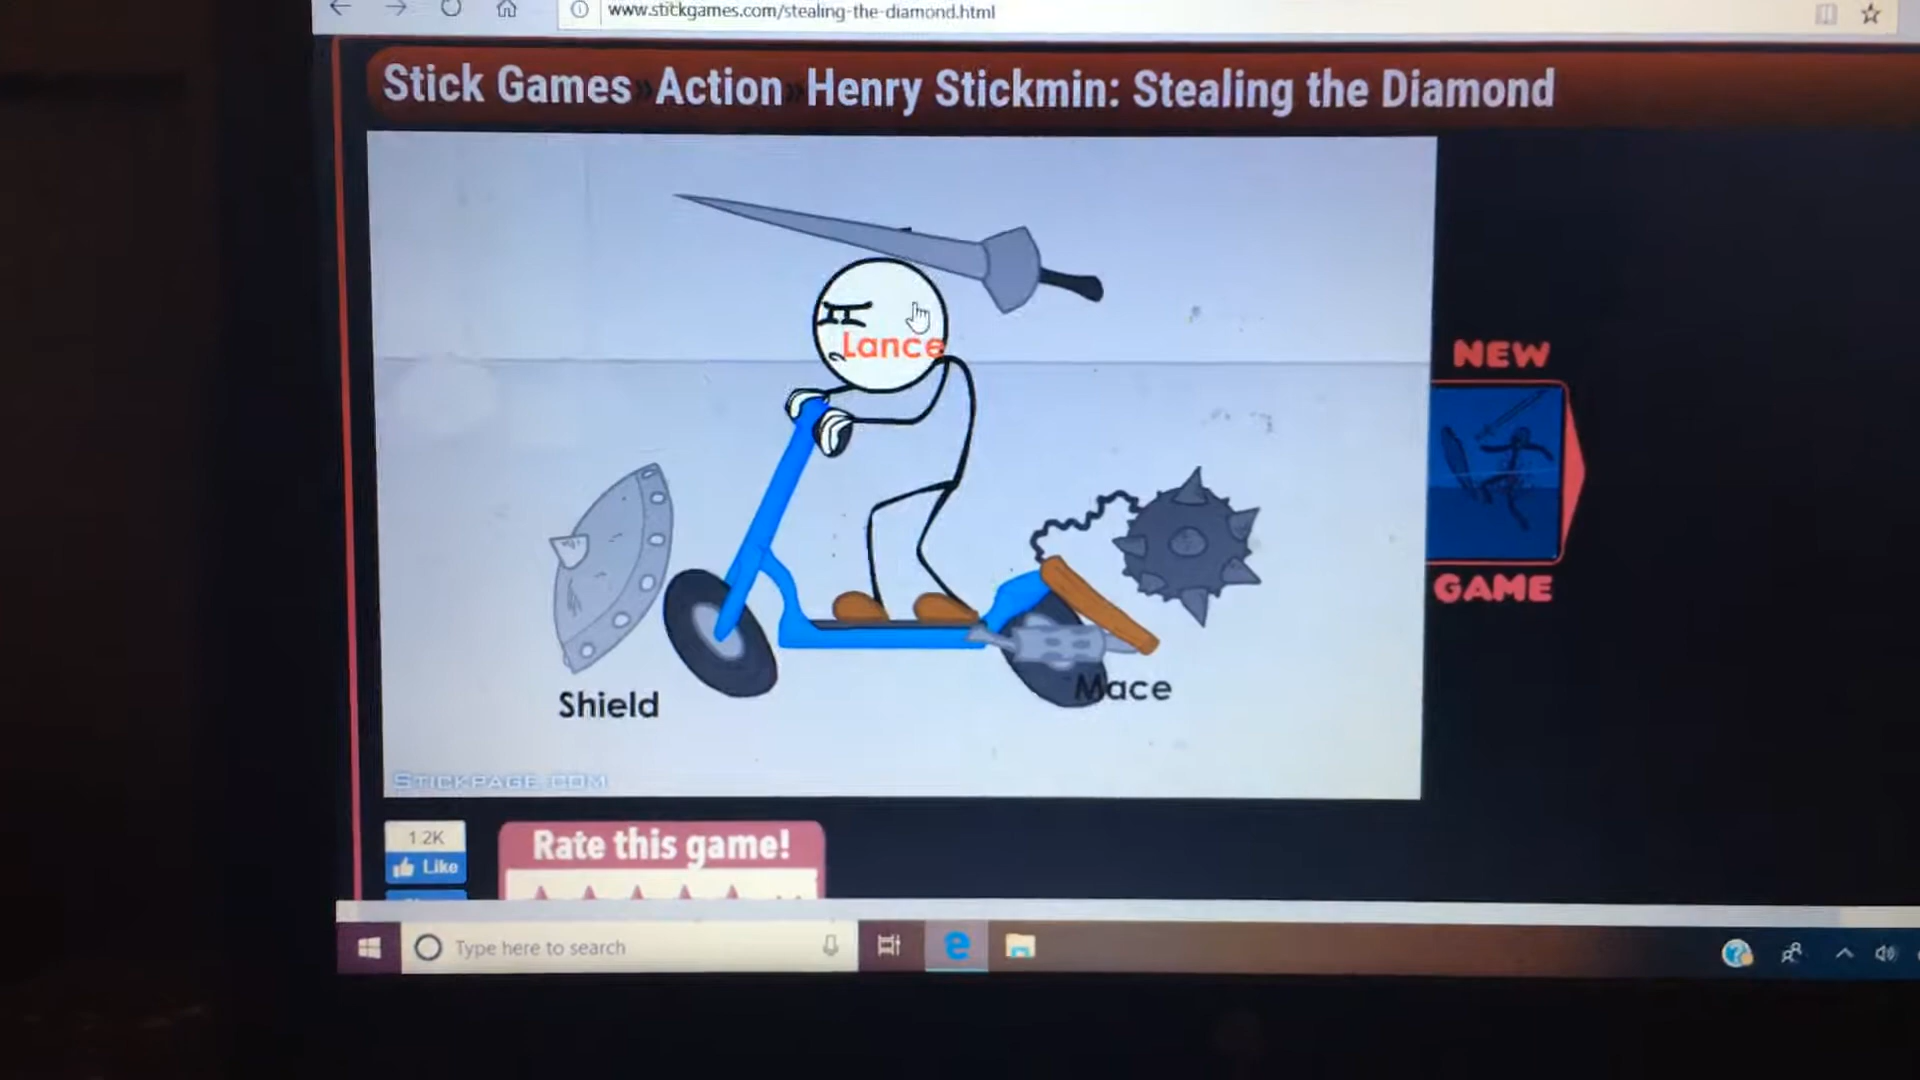 www.stickgames.com/stealing-the-diamond.html
Stick Games » Action » Henry Stickmin: Stealing the Diamond
Lance
NEW
GAME
Shield
Mace
STICKPAGE.COM
1.2K
Like
Rate this game!
Type here to search